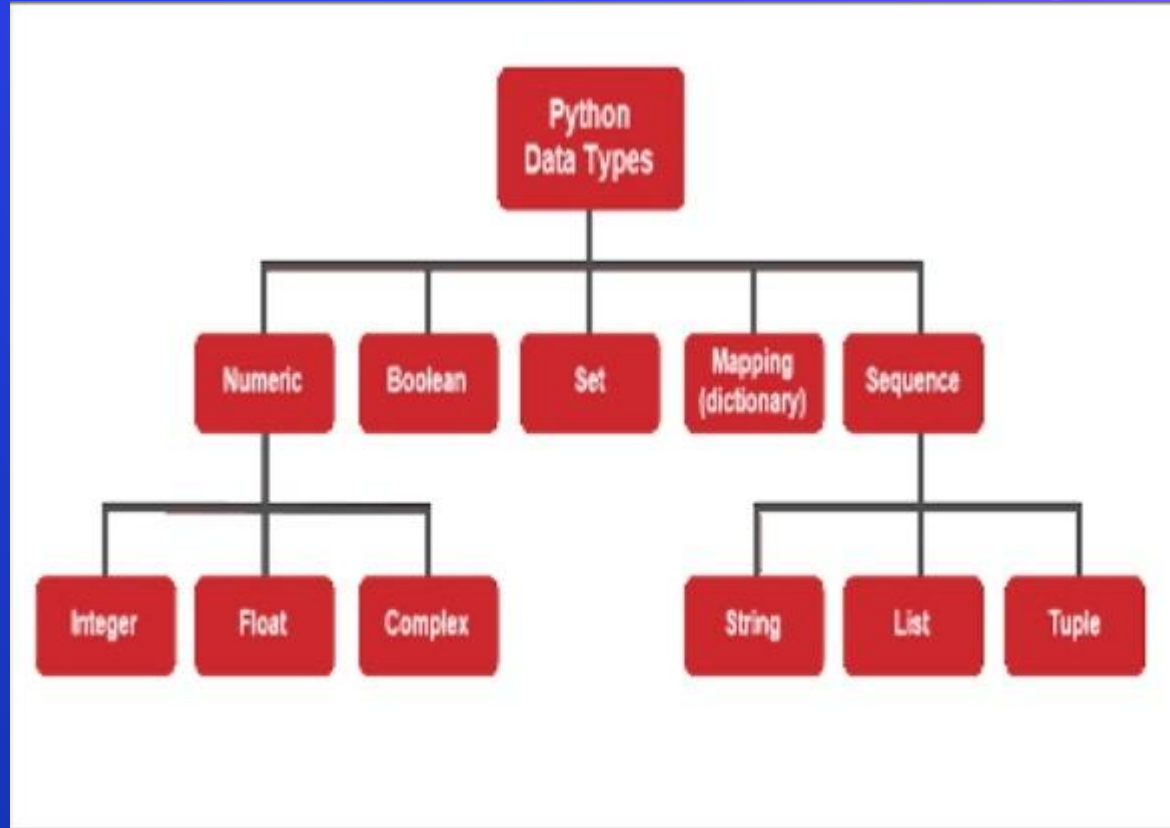 Python
Data Types
Numeric
Boolean
Set
Mapping
(dictionary)
Sequence
Integer
Float
Complex
String
List
Tuple